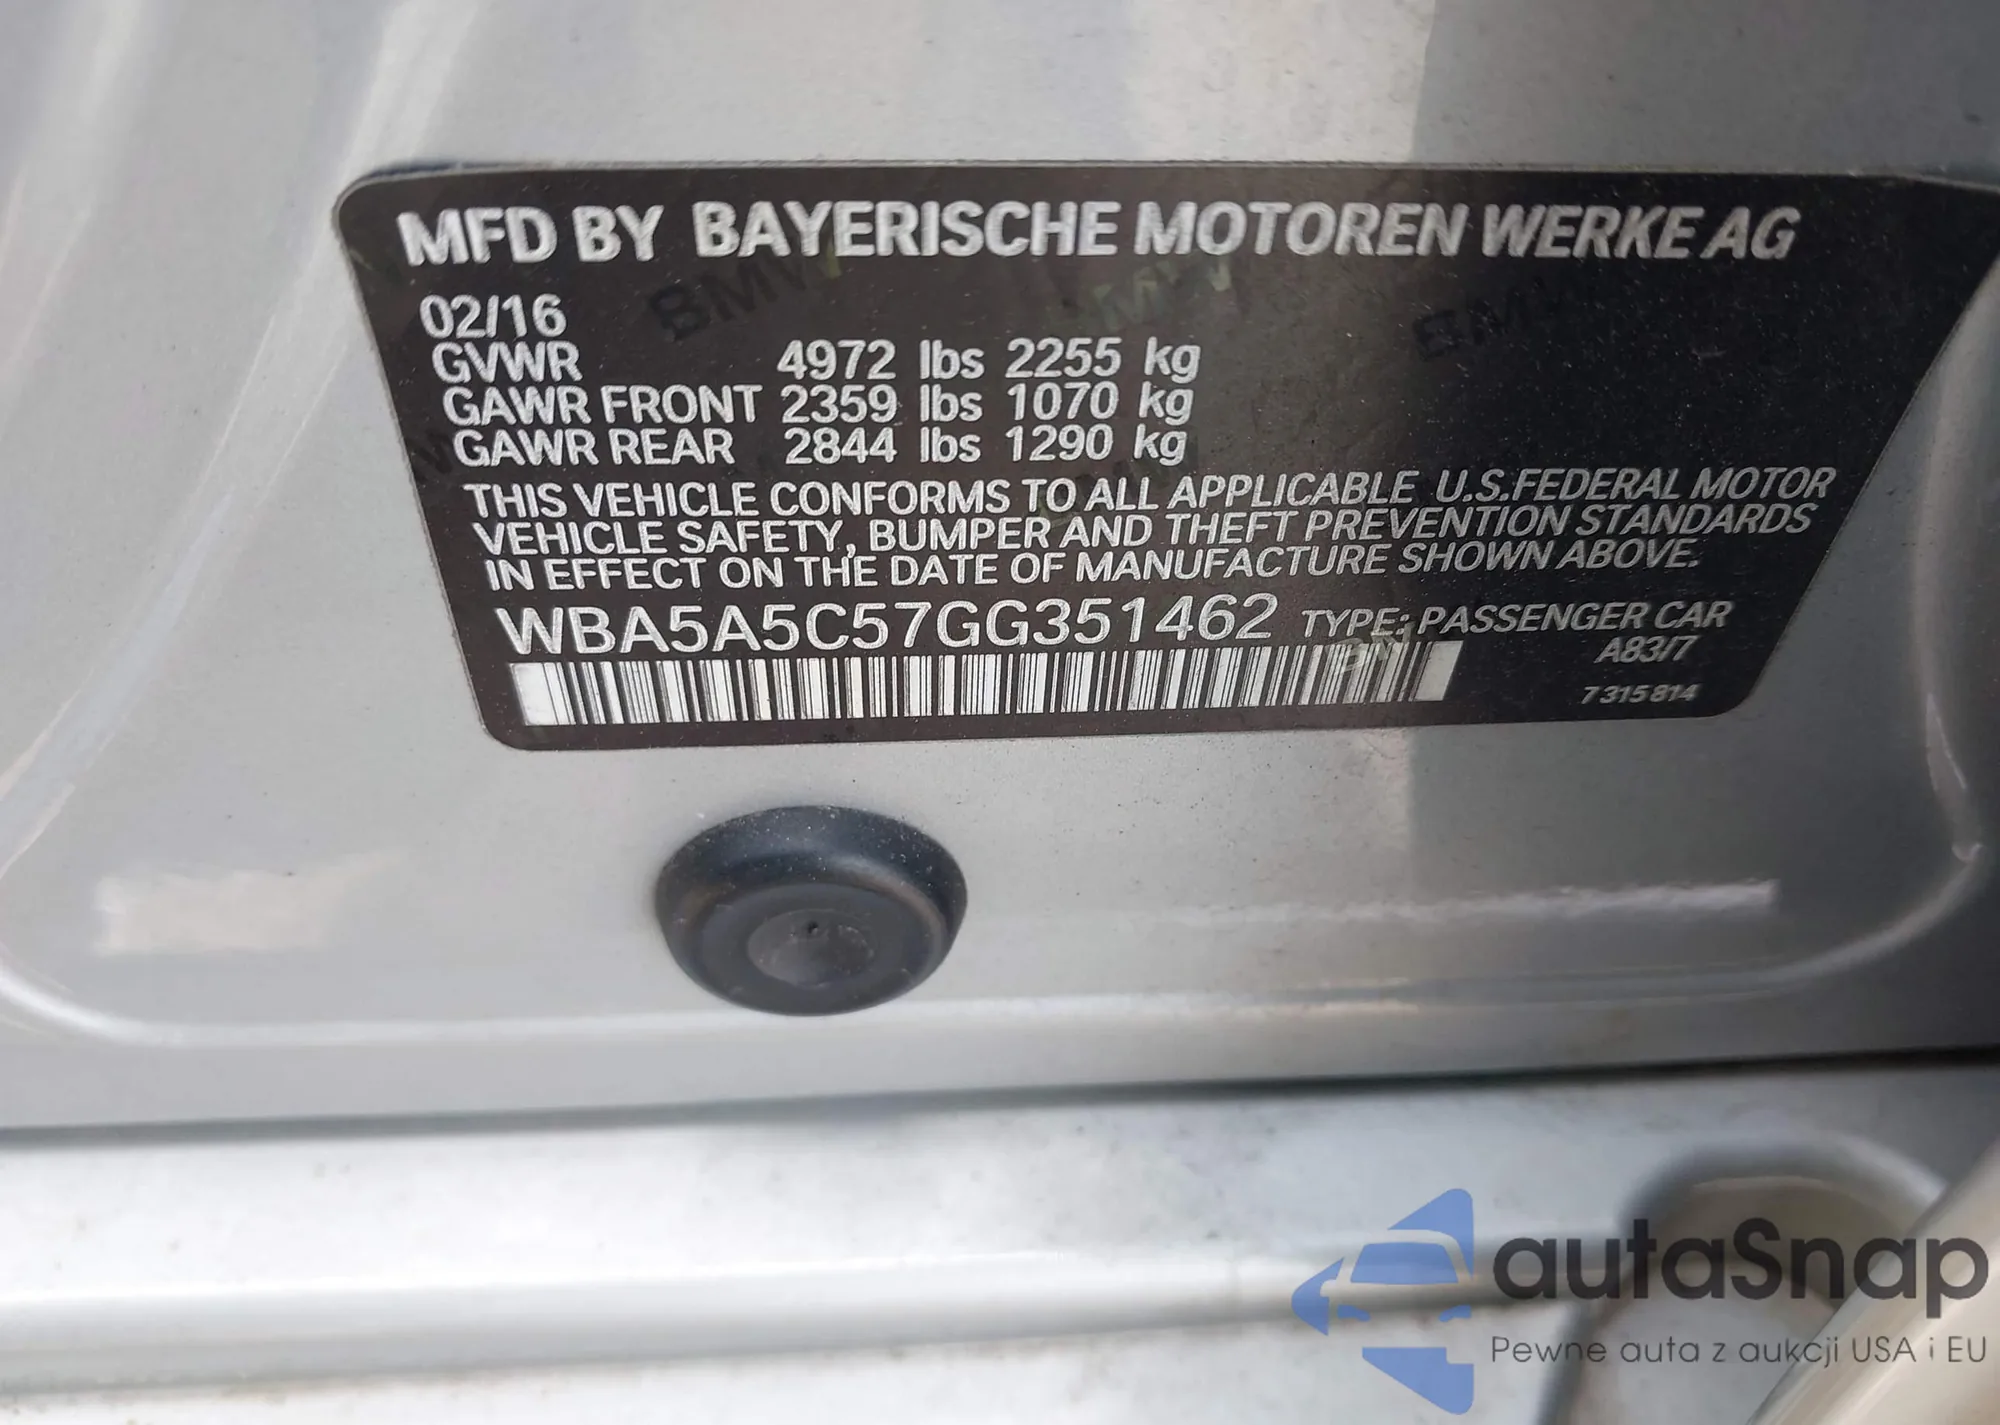 MFD BY BAYERISCHE MOTOREN WERKE AG
02/16
GVWR 4972 lbs 2255 kg
GAWR FRONT 2359 lbs 1070 kg
GAWR REAR 2844 lbs 1290 kg
THIS VEHICLE CONFORMS TO ALL APPLICABLE U.S.FEDERAL MOTOR
VEHICLE SAFETY, BUMPER AND THEFT PREVENTION STANDARDS
IN EFFECT ON THE DATE OF MANUFACTURE SHOWN ABOVE.
WBA5A5C57GG351462 TYPE: PASSENGER CAR
A83/7
7 315 814
autaSnap
Pewne auta z aukcji USA i EU